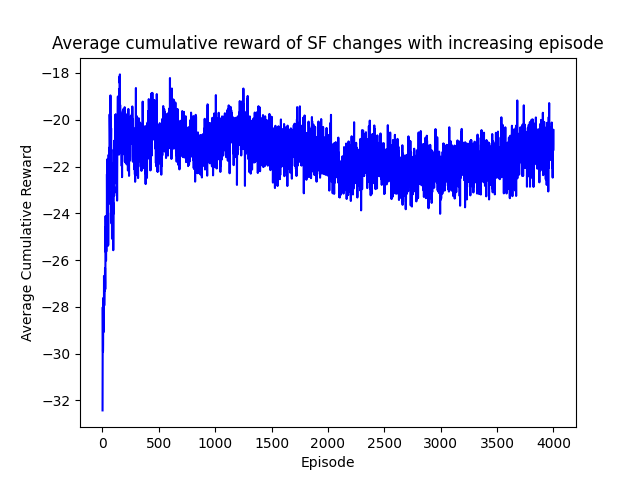 Average cumulative reward of SF changes with increasing episode
Average Cumulative Reward
−18
−20
−22
−24
−26
−28
−30
−32
0 500 1000 1500 2000 2500 3000 3500 4000
Episode